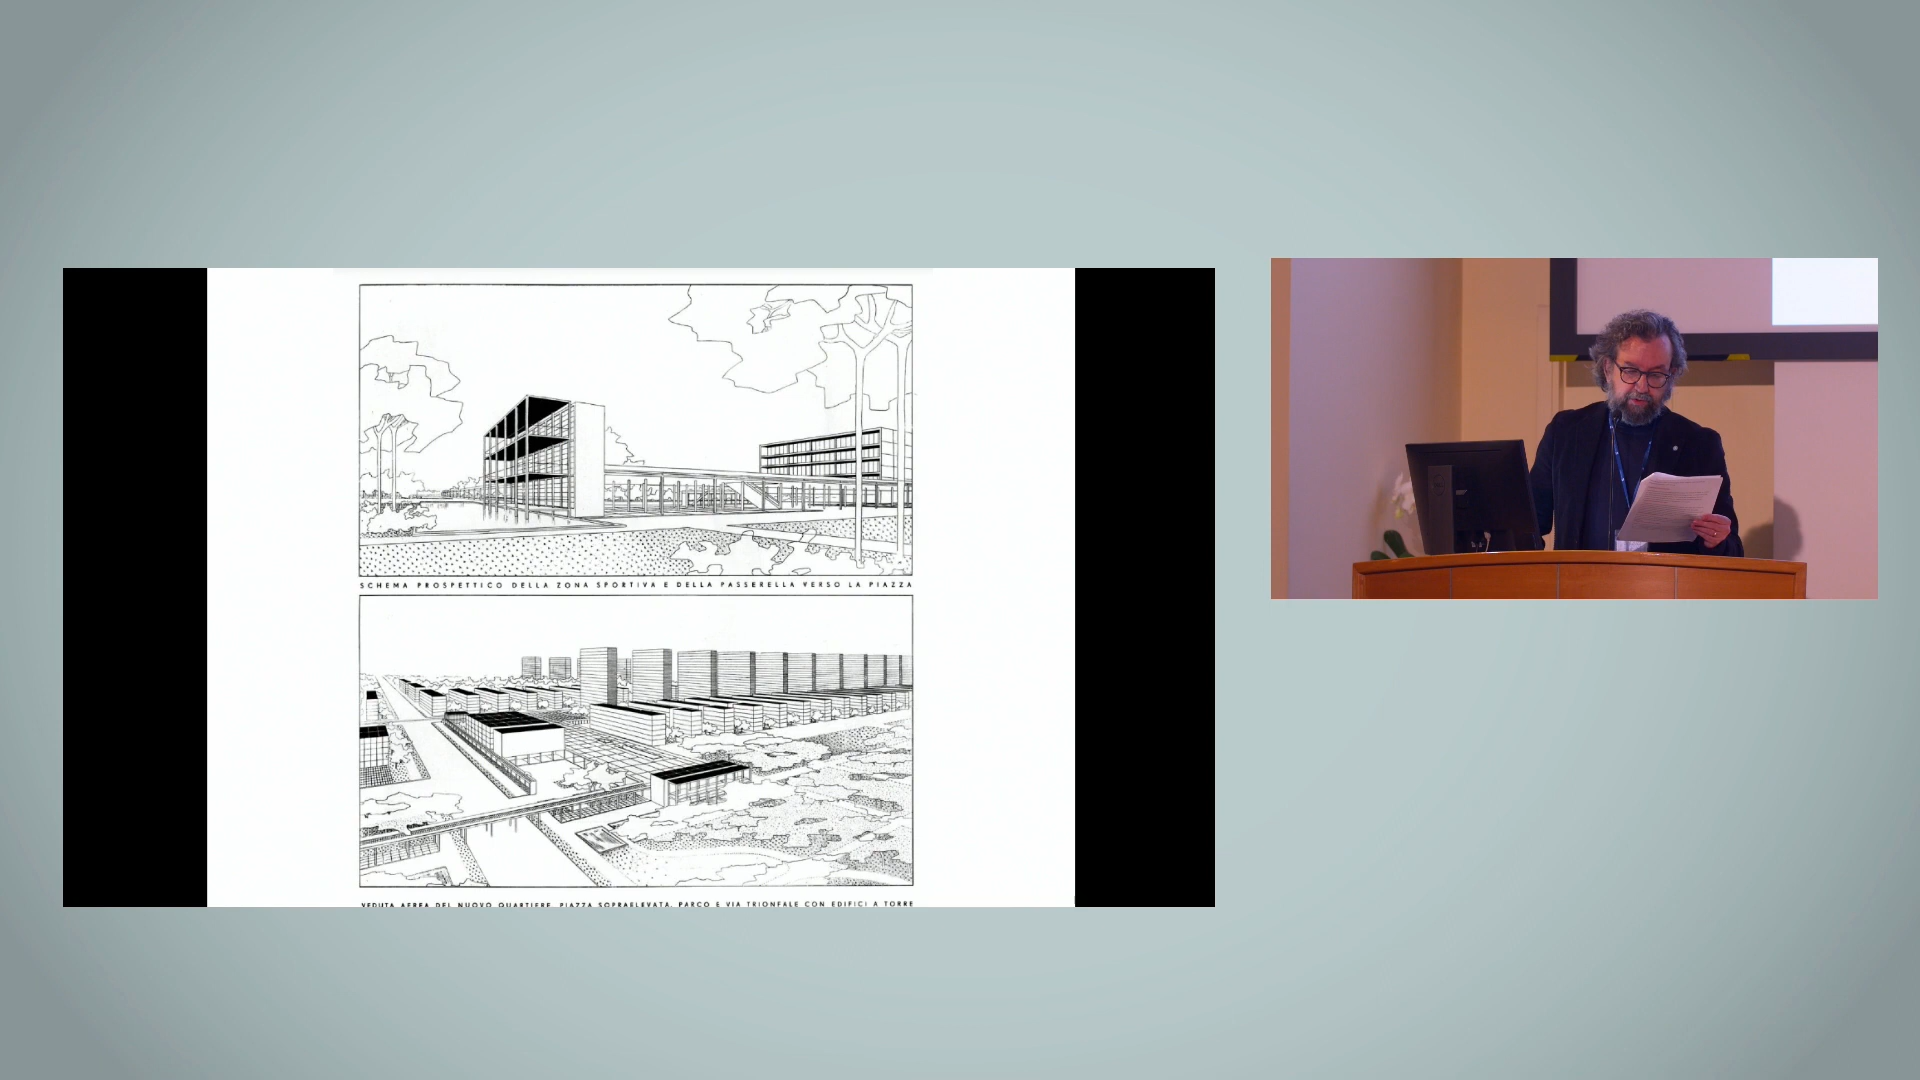 SCHEMA PROSPETTICO DELLA ZONA SPORTIVA E DELLA PASSERELLA VERSO LA PIAZZA
VEDUTA AEREA DEL NUOVO QUARTIERE, PIAZZA SOPRAELEVATA, PARCO E VIA TRIONFALE CON EDIFICI A TORRE